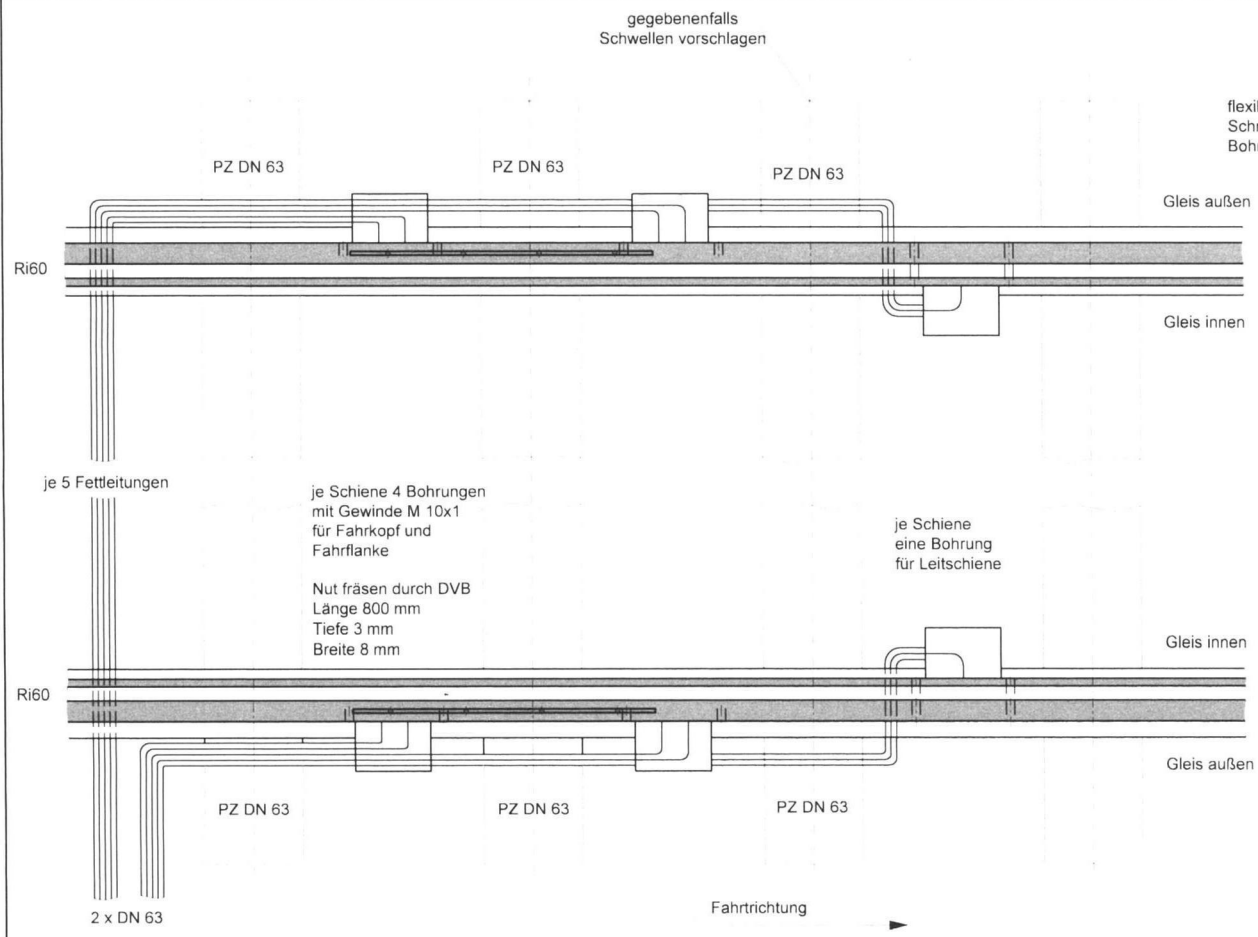 gegebenenfalls
Schwellen vorschlagen
PZ DN 63
PZ DN 63
PZ DN 63
Gleis außen
Ri60
Gleis innen
je 5 Fettleitungen
je Schiene 4 Bohrungen
mit Gewinde M 10x1
für Fahrkopf und
Fahrflanke
Nut fräsen durch DVB
Länge 800 mm
Tiefe 3 mm
Breite 8 mm
je Schiene
eine Bohrung
für Leitschiene
Gleis innen
Ri60
Gleis außen
PZ DN 63
PZ DN 63
PZ DN 63
2 x DN 63
Fahrtrichtung